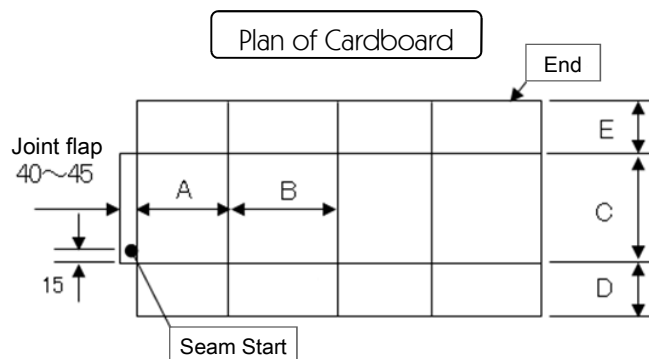 Plan of Cardboard
End
Joint flap
40～45
E
A
B
C
15
D
Seam Start